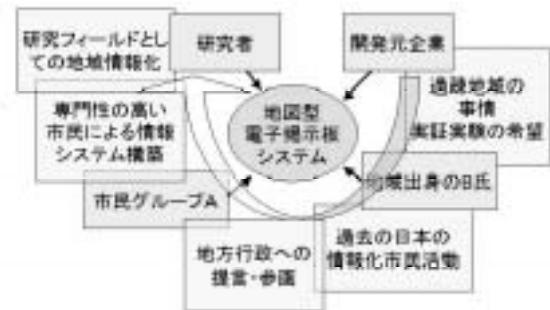 研究フィールドとし
ての地域情報化
研究者
開発元企業
過疎地域の
事情
実証実験の希望
専門性の高い
市民による情報
システム構築
地図型
電子掲示板
システム
地域出身のB氏
市民グループA
地方行政への
提言・参画
過去の日本の
情報化市民活動